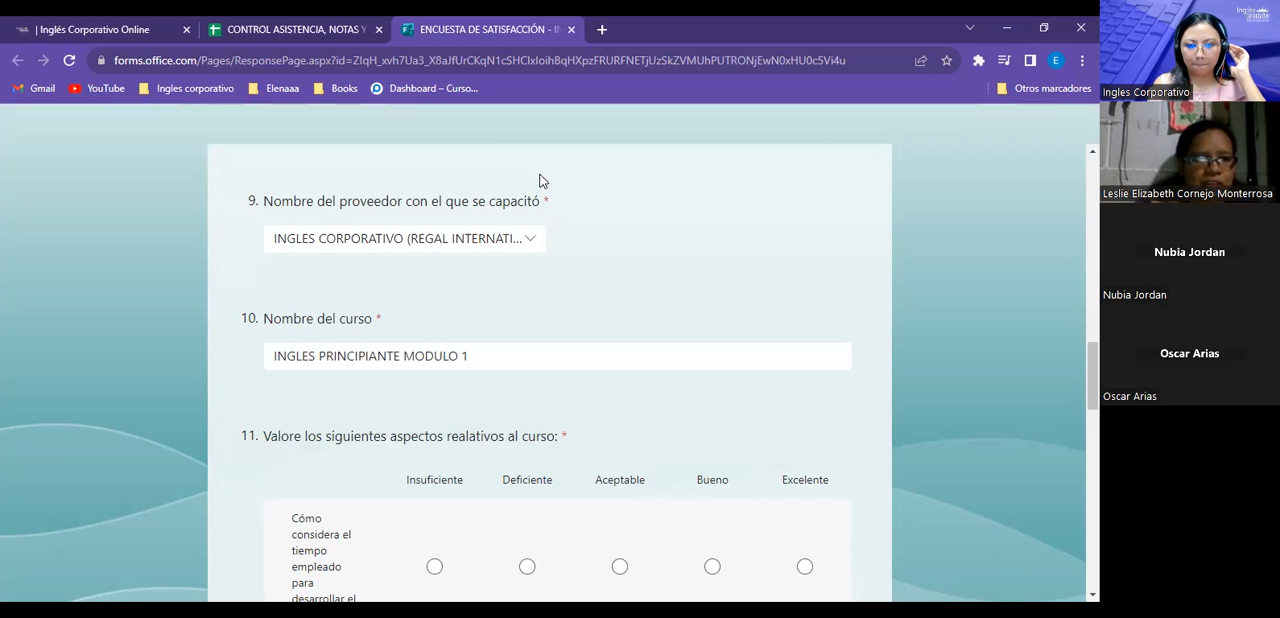 | Inglés Corporativo Online
CONTROL ASISTENCIA, NOTAS Y
ENCUESTA DE SATISFACCIÓN - IN
forms.office.com/Pages/ResponsePage.aspx?id=ZIqH_xvh7Ua3_X8aJfUrCKqN1cSHCIxIoihBqHXpzFRURFNETjUzSkZVMUhPUTRONjEwN0xHU0c5Vi4u
E
Gmail
YouTube
Ingles corporativo
Elenaaa
Books
Dashboard – Curso...
Otros marcadores
9. Nombre del proveedor con el que se capacitó *
INGLES CORPORATIVO (REGAL INTERNATI...
10. Nombre del curso *
INGLES PRINCIPIANTE MODULO 1
11. Valore los siguientes aspectos realativos al curso: *
Insuficiente Deficiente Aceptable Bueno Excelente
Cómo
considera el
tiempo
empleado
para
desarrollar el
Ingles
Ingles Corporativo
Leslie Elizabeth Cornejo Monterrosa
Nubia Jordan
Nubia Jordan
Oscar Arias
Oscar Arias